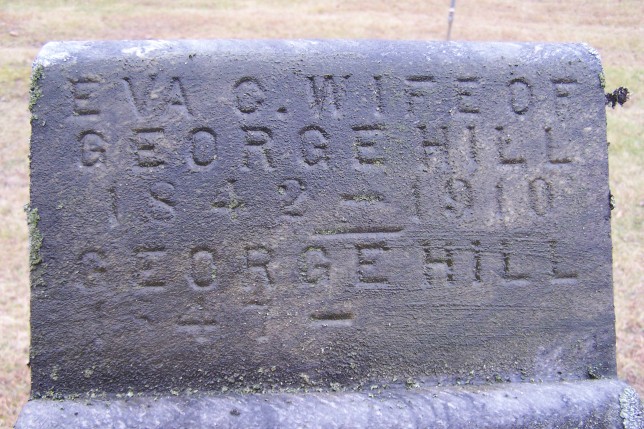 EVA G. WIFE OF
GEORGE HILL
1842 – 1910
GEORGE HILL